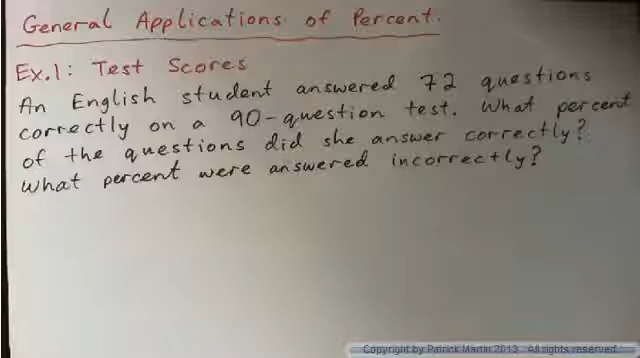 General Applications of Percent.
Ex.1: Test Scores
An English student answered 72 questions
correctly on a 90-question test. What percent
of the questions did she answer correctly?
What percent were answered incorrectly?
Copyright by Patrick Martin 2013 All rights reserved